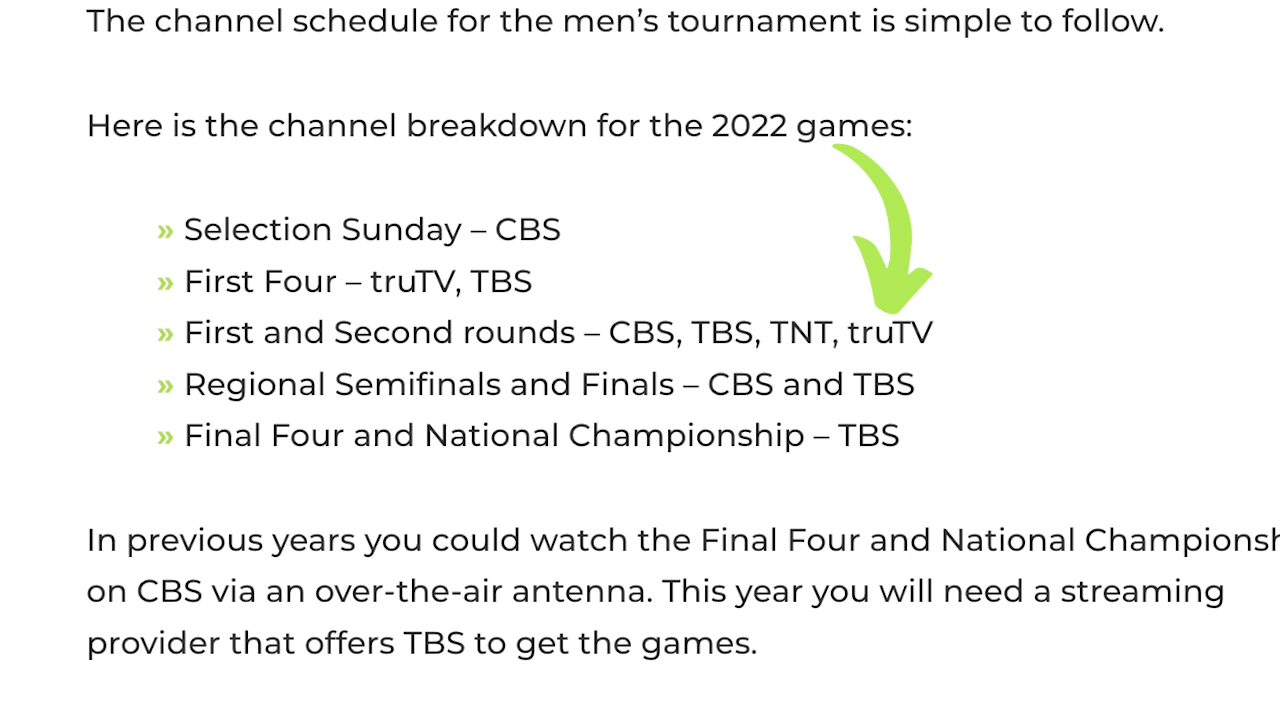 The channel schedule for the men’s tournament is simple to follow.
Here is the channel breakdown for the 2022 games:
» Selection Sunday – CBS
» First Four – truTV, TBS
» First and Second rounds – CBS, TBS, TNT, truTV
» Regional Semifinals and Finals – CBS and TBS
» Final Four and National Championship – TBS
In previous years you could watch the Final Four and National Championsh
on CBS via an over-the-air antenna. This year you will need a streaming
provider that offers TBS to get the games.